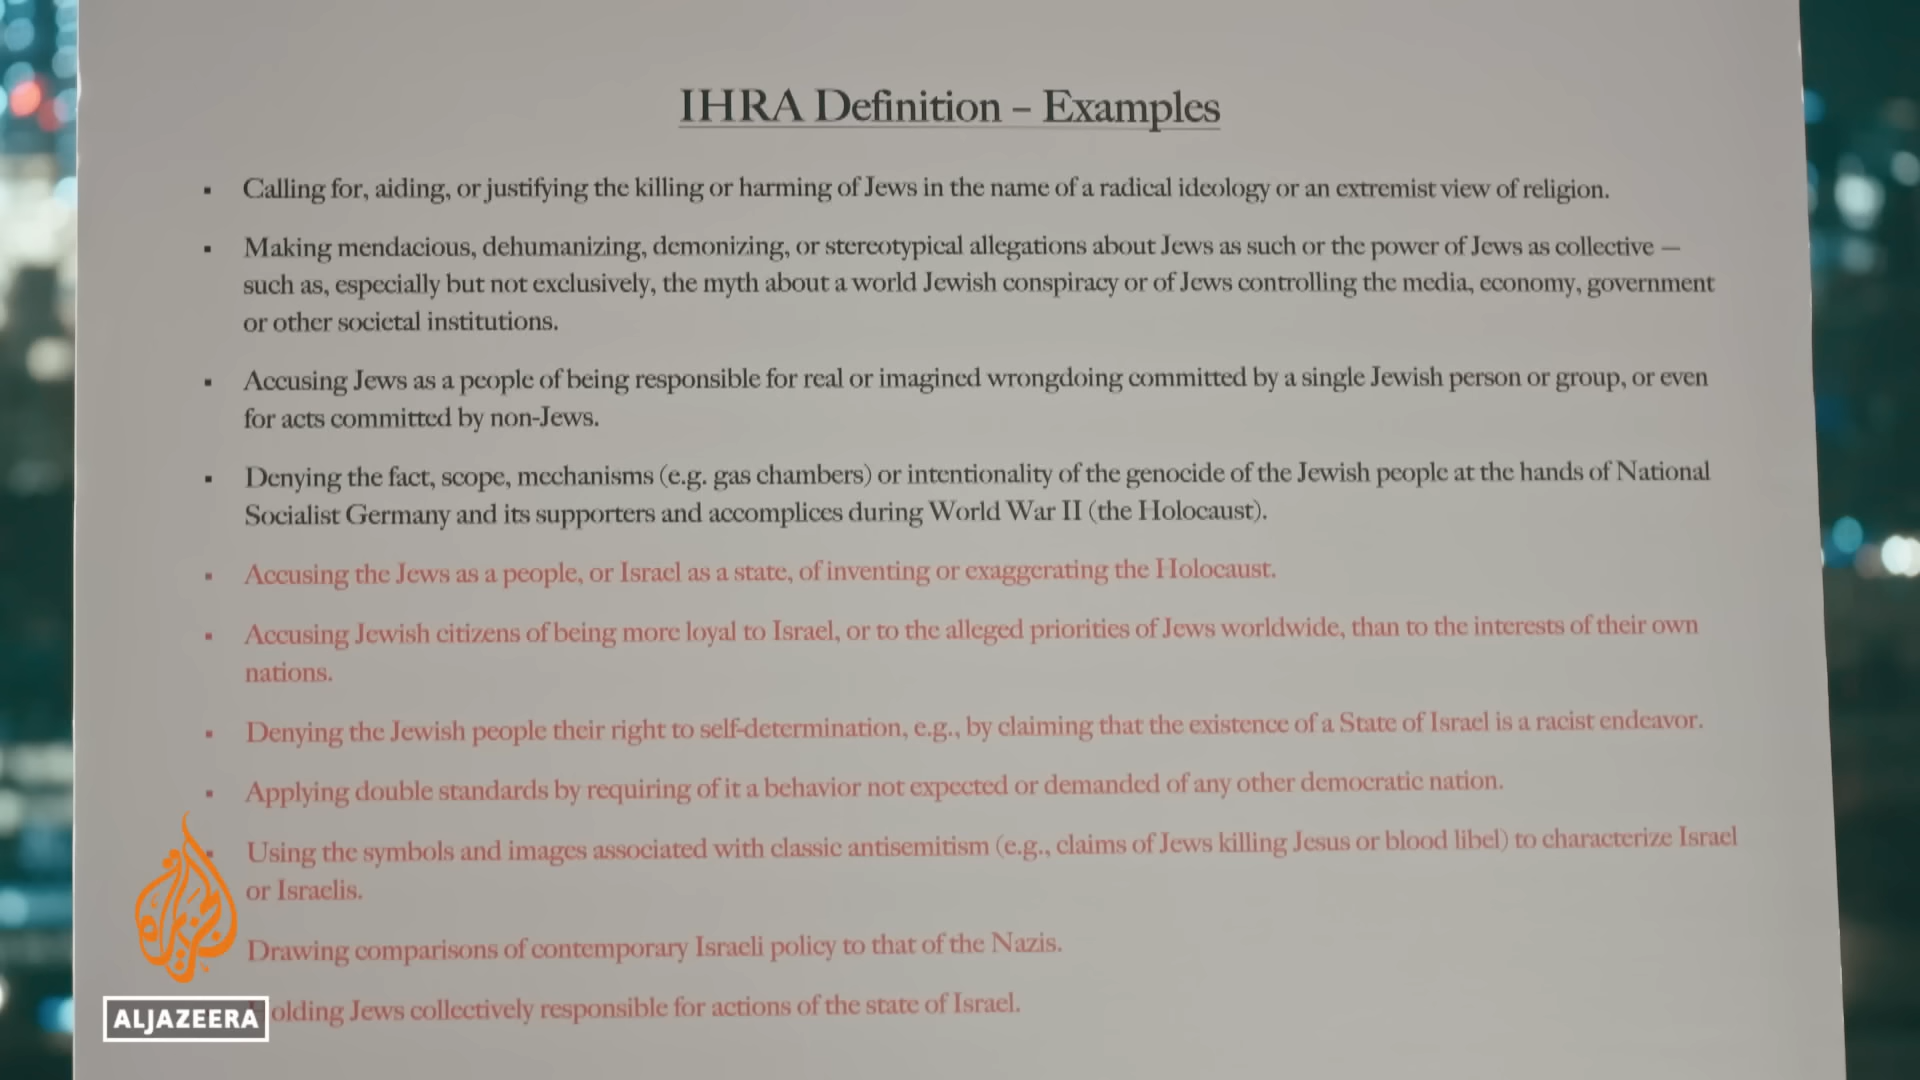 IHRA Definition – Examples
▪ Calling for, aiding, or justifying the killing or harming of Jews in the name of a radical ideology or an extremist view of religion.
▪ Making mendacious, dehumanizing, demonizing, or stereotypical allegations about Jews as such or the power of Jews as collective —
such as, especially but not exclusively, the myth about a world Jewish conspiracy or of Jews controlling the media, economy, government
or other societal institutions.
▪ Accusing Jews as a people of being responsible for real or imagined wrongdoing committed by a single Jewish person or group, or even
for acts committed by non-Jews.
▪ Denying the fact, scope, mechanisms (e.g. gas chambers) or intentionality of the genocide of the Jewish people at the hands of National
Socialist Germany and its supporters and accomplices during World War II (the Holocaust).
▪ Accusing the Jews as a people, or Israel as a state, of inventing or exaggerating the Holocaust.
▪ Accusing Jewish citizens of being more loyal to Israel, or to the alleged priorities of Jews worldwide, than to the interests of their own
nations.
▪ Denying the Jewish people their right to self-determination, e.g., by claiming that the existence of a State of Israel is a racist endeavor.
▪ Applying double standards by requiring of it a behavior not expected or demanded of any other democratic nation.
▪ Using the symbols and images associated with classic antisemitism (e.g., claims of Jews killing Jesus or blood libel) to characterize Israel
or Israelis.
Drawing comparisons of contemporary Israeli policy to that of the Nazis.
Holding Jews collectively responsible for actions of the state of Israel.
الجزيرة
ALJAZEERA